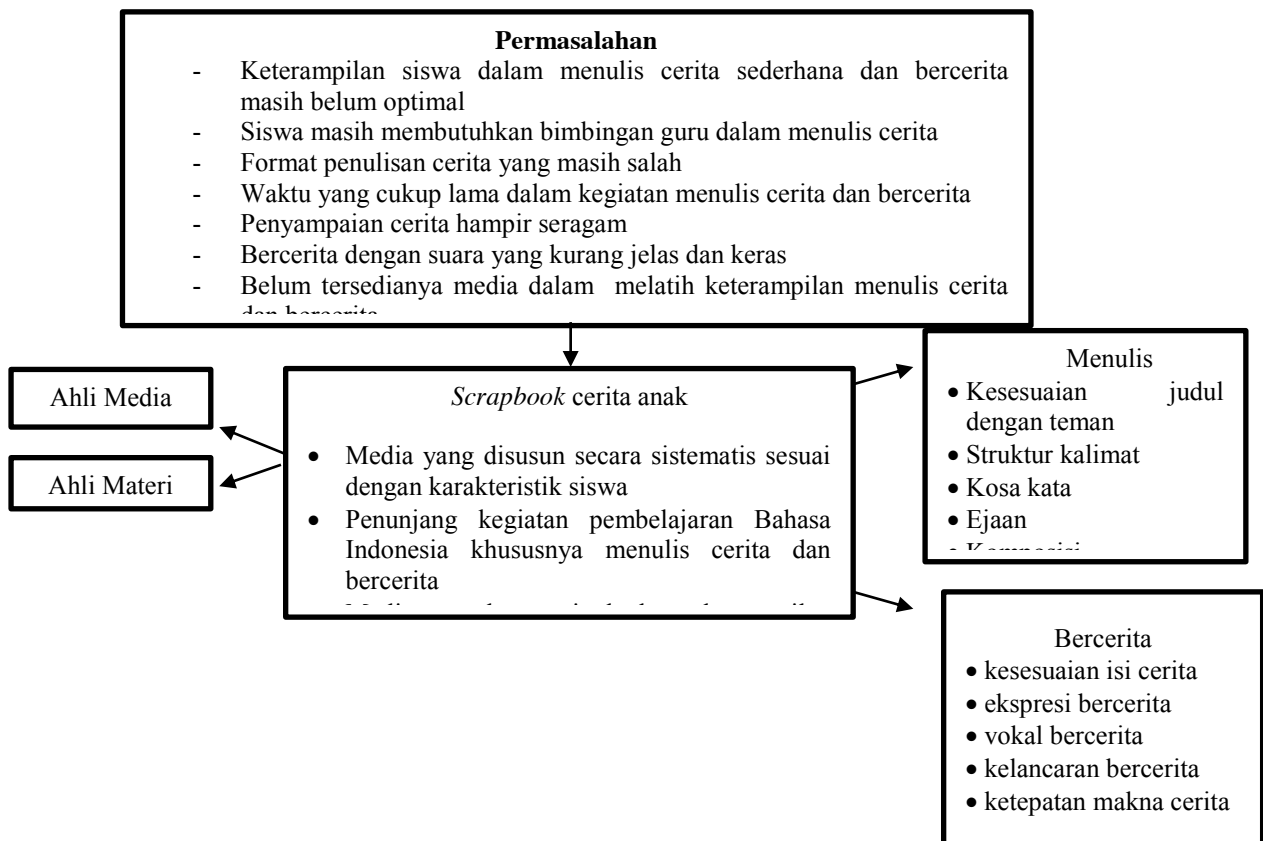 Permasalahan
- Keterampilan siswa dalam menulis cerita sederhana dan bercerita
masih belum optimal
- Siswa masih membutuhkan bimbingan guru dalam menulis cerita
- Format penulisan cerita yang masih salah
- Waktu yang cukup lama dalam kegiatan menulis cerita dan bercerita
- Penyampaian cerita hampir seragam
- Bercerita dengan suara yang kurang jelas dan keras
- Belum tersedianya media dalam melatih keterampilan menulis cerita
dan bercerita
Ahli Media
Ahli Materi
Scrapbook cerita anak
• Media yang disusun secara sistematis sesuai
dengan karakteristik siswa
• Penunjang kegiatan pembelajaran Bahasa
Indonesia khususnya menulis cerita dan
bercerita
Menulis
• Kesesuaian judul
dengan teman
• Struktur kalimat
• Kosa kata
• Ejaan
• Komposisi
Bercerita
• kesesuaian isi cerita
• ekspresi bercerita
• vokal bercerita
• kelancaran bercerita
• ketepatan makna cerita